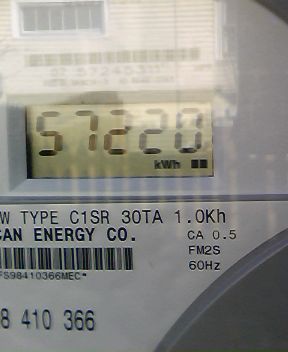 57220
kWh
W TYPE C1SR 30TA 1.0Kh
CAN ENERGY CO. CA 0.5
FM2S
FS98410366MEC* 60Hz
8 410 366